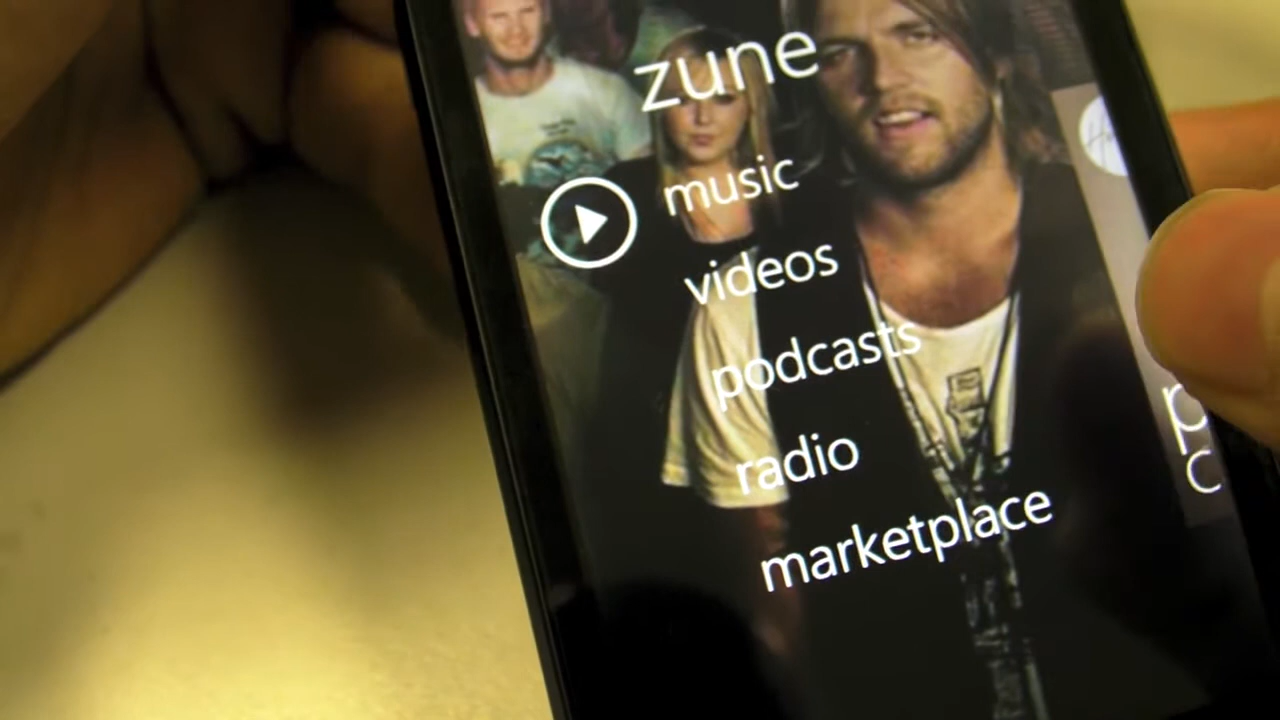 zune
music
videos
podcasts
radio
marketplace